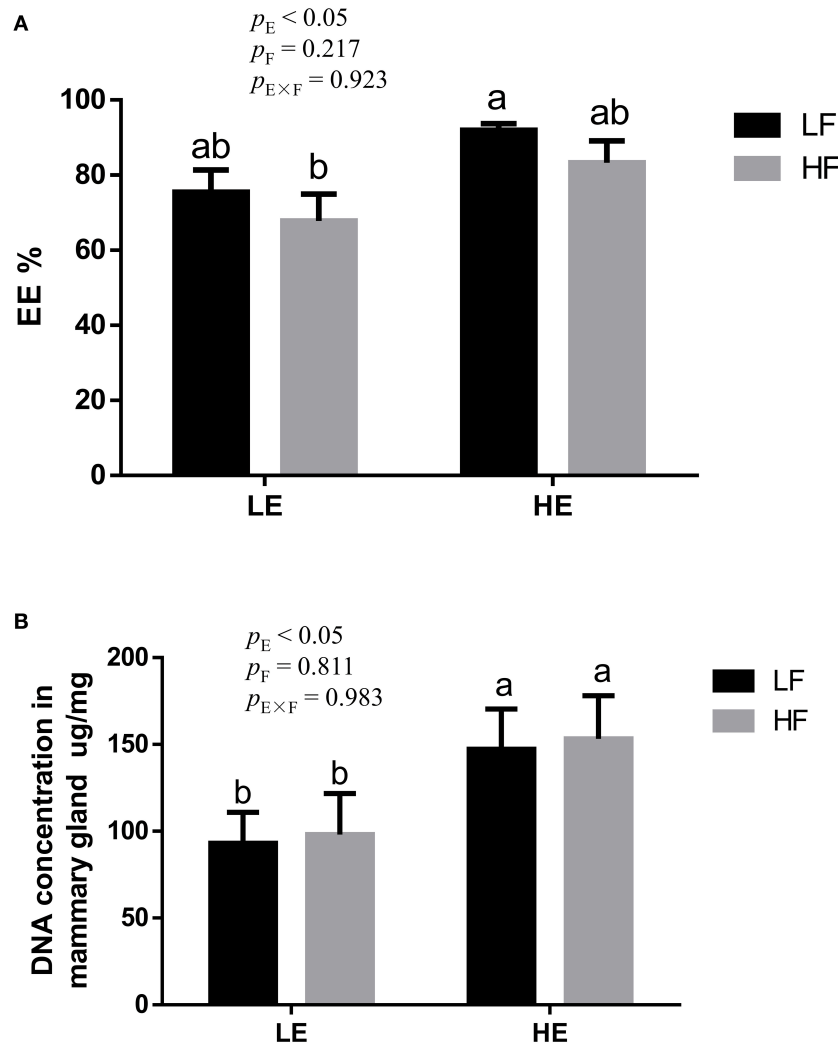 A
pE < 0.05
pF = 0.217
pE×F = 0.923
100
80
60
40
20
0
EE %
ab
b
a
ab
LF
HF
LE
HE
B
pE < 0.05
pF = 0.811
pE×F = 0.983
200
150
100
50
0
DNA concentration in
mammary gland ug/mg
b
b
a
a
LF
HF
LE
HE